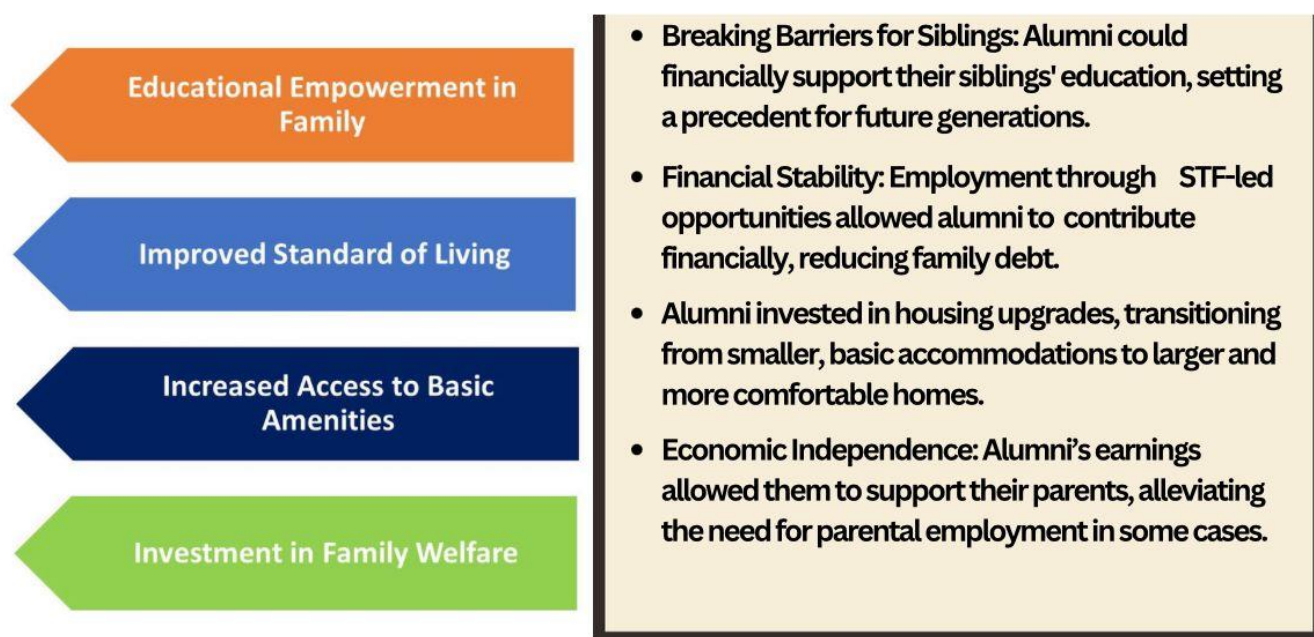 Educational Empowerment in
Family
Improved Standard of Living
Increased Access to Basic
Amenities
Investment in Family Welfare
• Breaking Barriers for Siblings: Alumni could
financially support their siblings' education, setting
a precedent for future generations.
• Financial Stability: Employment through STF-led
opportunities allowed alumni to contribute
financially, reducing family debt.
• Alumni invested in housing upgrades, transitioning
from smaller, basic accommodations to larger and
more comfortable homes.
• Economic Independence: Alumni’s earnings
allowed them to support their parents, alleviating
the need for parental employment in some cases.